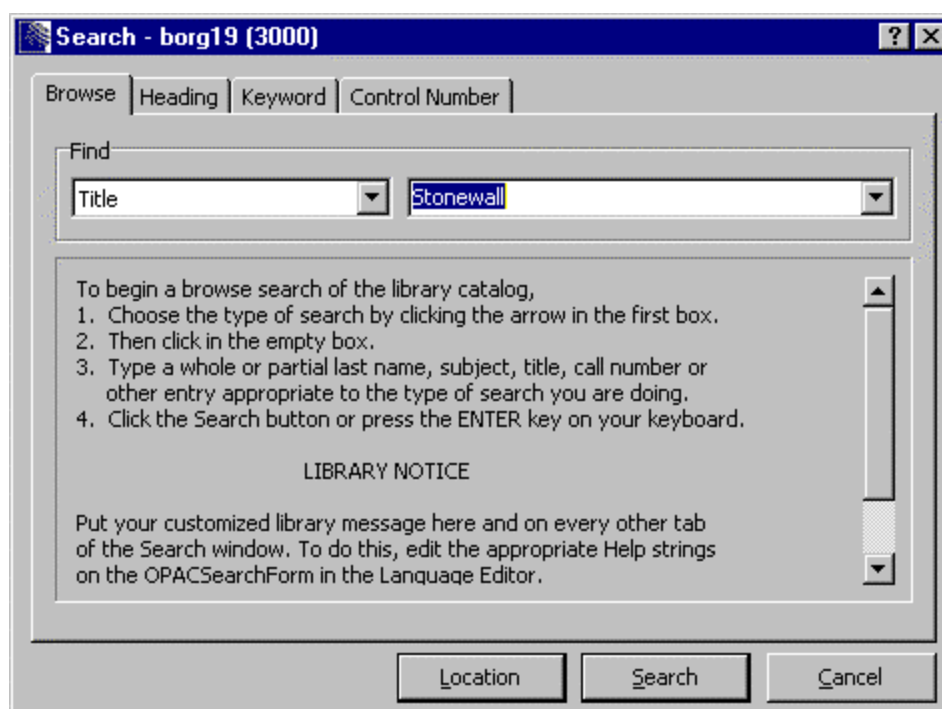 Search - borg19 (3000)
Browse Heading Keyword Control Number
Find
Title Stonewall
To begin a browse search of the library catalog,
1. Choose the type of search by clicking the arrow in the first box.
2. Then click in the empty box.
3. Type a whole or partial last name, subject, title, call number or
other entry appropriate to the type of search you are doing.
4. Click the Search button or press the ENTER key on your keyboard.
LIBRARY NOTICE
Put your customized library message here and on every other tab
of the Search window. To do this, edit the appropriate Help strings
on the OPACSearchForm in the Language Editor.
Location Search Cancel